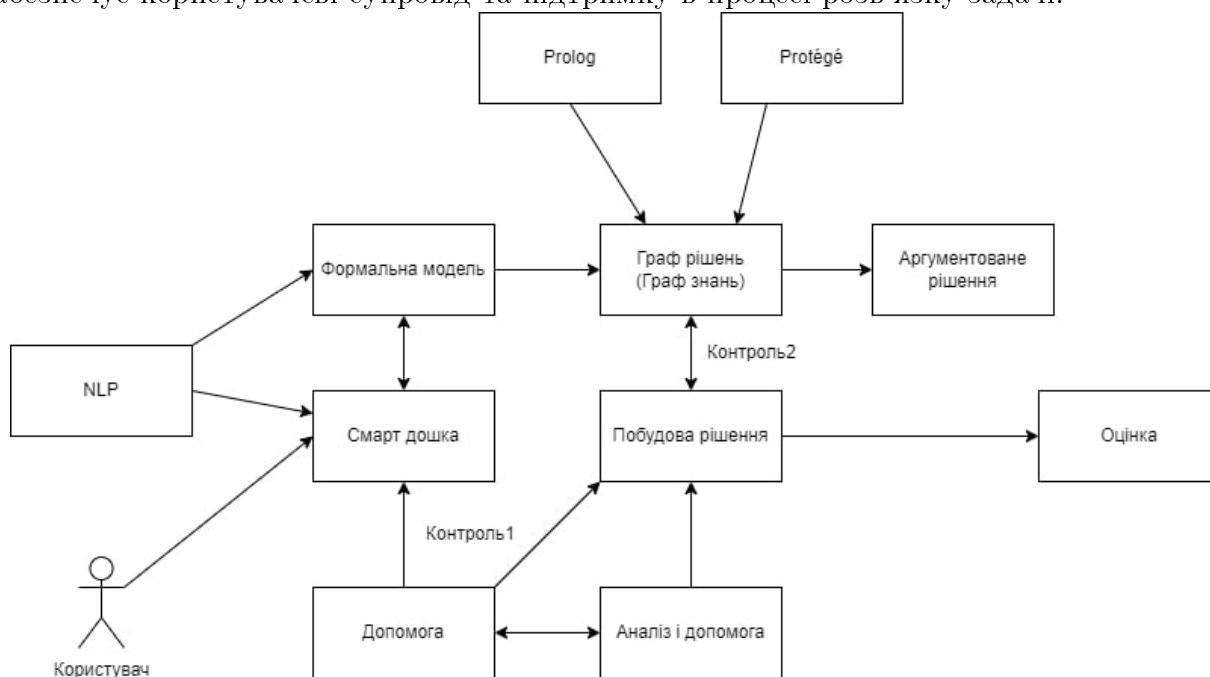 забезпечує користувачеві супровід та підтримку в процесі розв'язку задачі.
Prolog
Protégé
Формальна модель
Граф рішень
(Граф знань)
Аргументоване
рішення
Контроль2
NLP
Смарт дошка
Побудова рішення
Оцінка
Контроль1
Допомога
Аналіз і допомога
Користувач